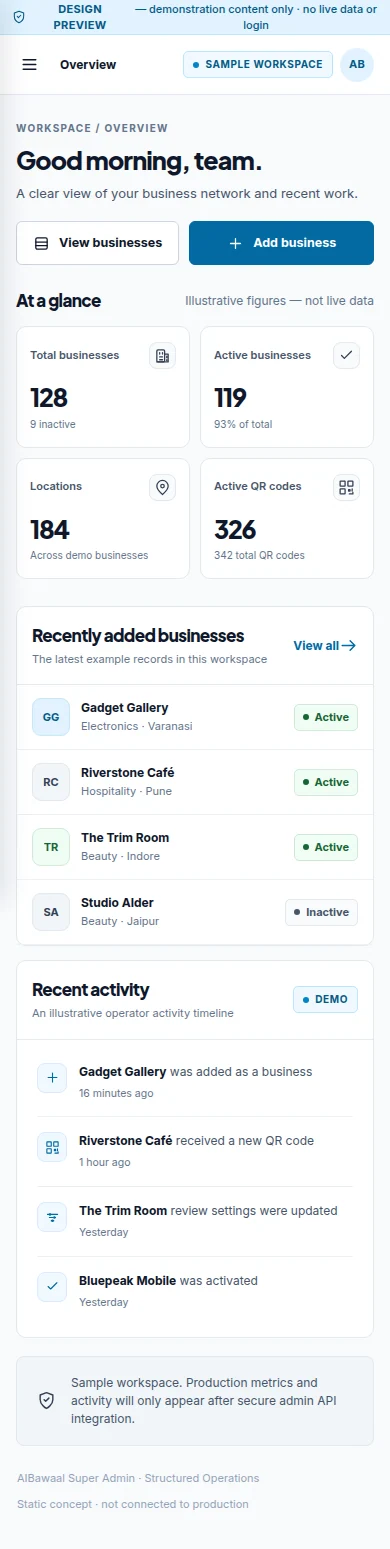 DESIGN PREVIEW — demonstration content only · no live data or login
Overview
SAMPLE WORKSPACE
AB
WORKSPACE / OVERVIEW
Good morning, team.
A clear view of your business network and recent work.
View businesses
Add business
At a glance
Illustrative figures — not live data
Total businesses
128
9 inactive
Active businesses
119
93% of total
Locations
184
Across demo businesses
Active QR codes
326
342 total QR codes
Recently added businesses
The latest example records in this workspace
View all
GG
Gadget Gallery
Electronics · Varanasi
Active
RC
Riverstone Café
Hospitality · Pune
Active
TR
The Trim Room
Beauty · Indore
Active
SA
Studio Alder
Beauty · Jaipur
Inactive
Recent activity
An illustrative operator activity timeline
DEMO
Gadget Gallery was added as a business
16 minutes ago
Riverstone Café received a new QR code
1 hour ago
The Trim Room review settings were updated
Yesterday
Bluepeak Mobile was activated
Yesterday
Sample workspace. Production metrics and
activity will only appear after secure admin API
integration.
AIBawaal Super Admin · Structured Operations
Static concept · not connected to production